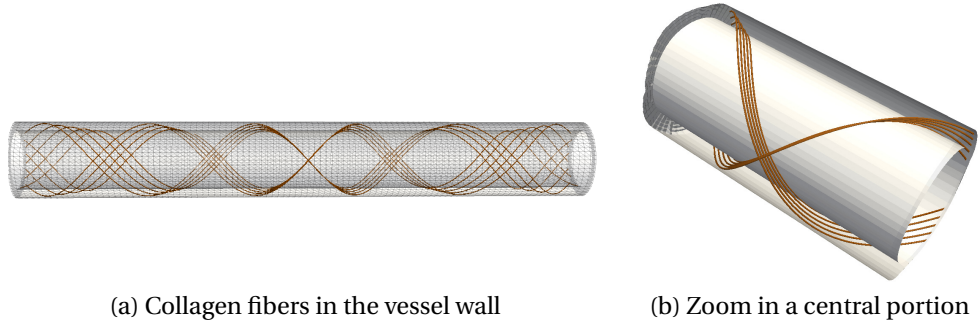 (a) Collagen fibers in the vessel wall
(b) Zoom in a central portion